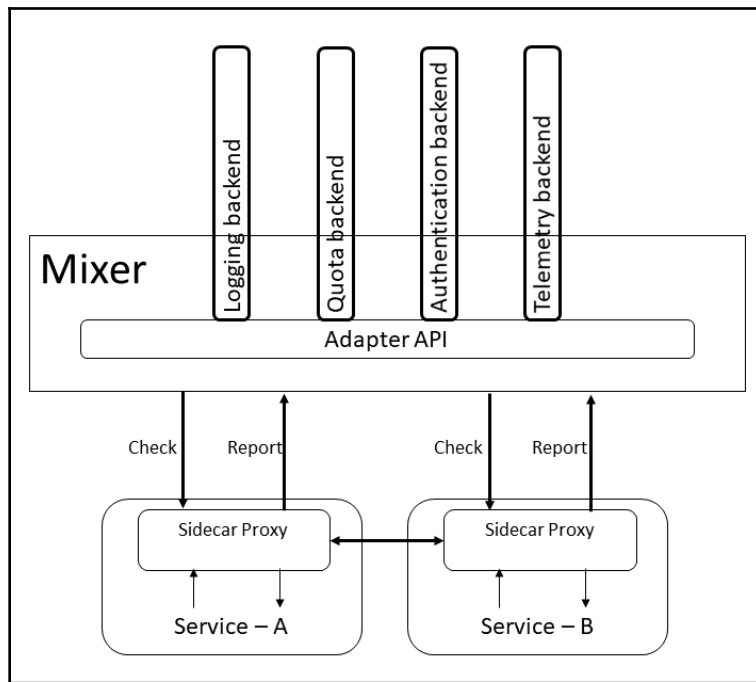 Logging backend
Quota backend
Authentication backend
Telemetry backend
Mixer
Adapter API
Check
Report
Check
Report
Sidecar Proxy
Sidecar Proxy
Service – A
Service – B